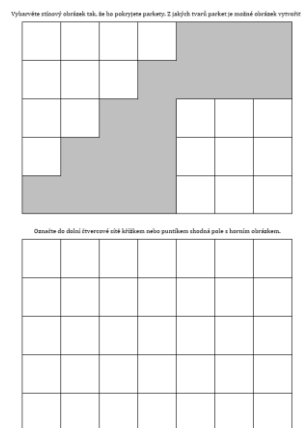 Vybarvěte stínový obrázek tak, že ho pokryjete parkety. Z jakých tvarů parket je možné obrázek vytvořit
Označte do dolní čtvercové sítě křížkem nebo puntíkem shodná pole s horním obrázkem.